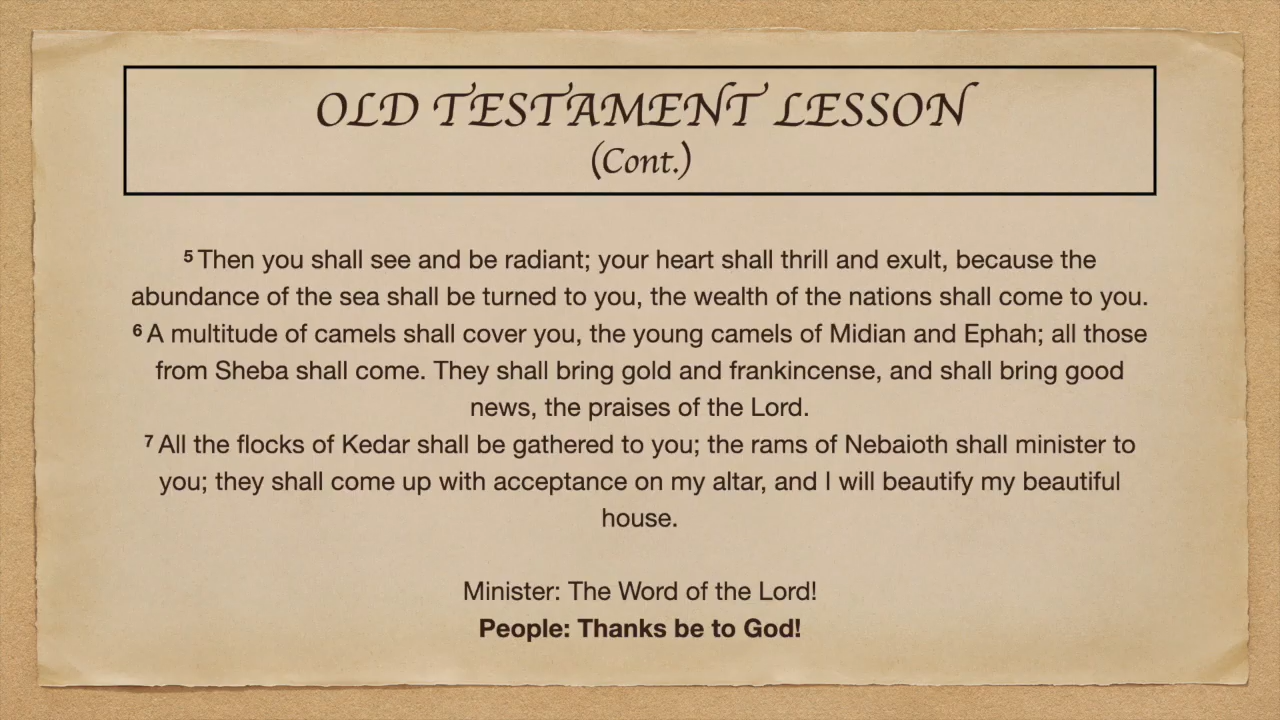 OLD TESTAMENT LESSON
(Cont.)
5 Then you shall see and be radiant; your heart shall thrill and exult, because the
abundance of the sea shall be turned to you, the wealth of the nations shall come to you.
6 A multitude of camels shall cover you, the young camels of Midian and Ephah; all those
from Sheba shall come. They shall bring gold and frankincense, and shall bring good
news, the praises of the Lord.
7 All the flocks of Kedar shall be gathered to you; the rams of Nebaioth shall minister to
you; they shall come up with acceptance on my altar, and I will beautify my beautiful
house.
Minister: The Word of the Lord!
People: Thanks be to God!